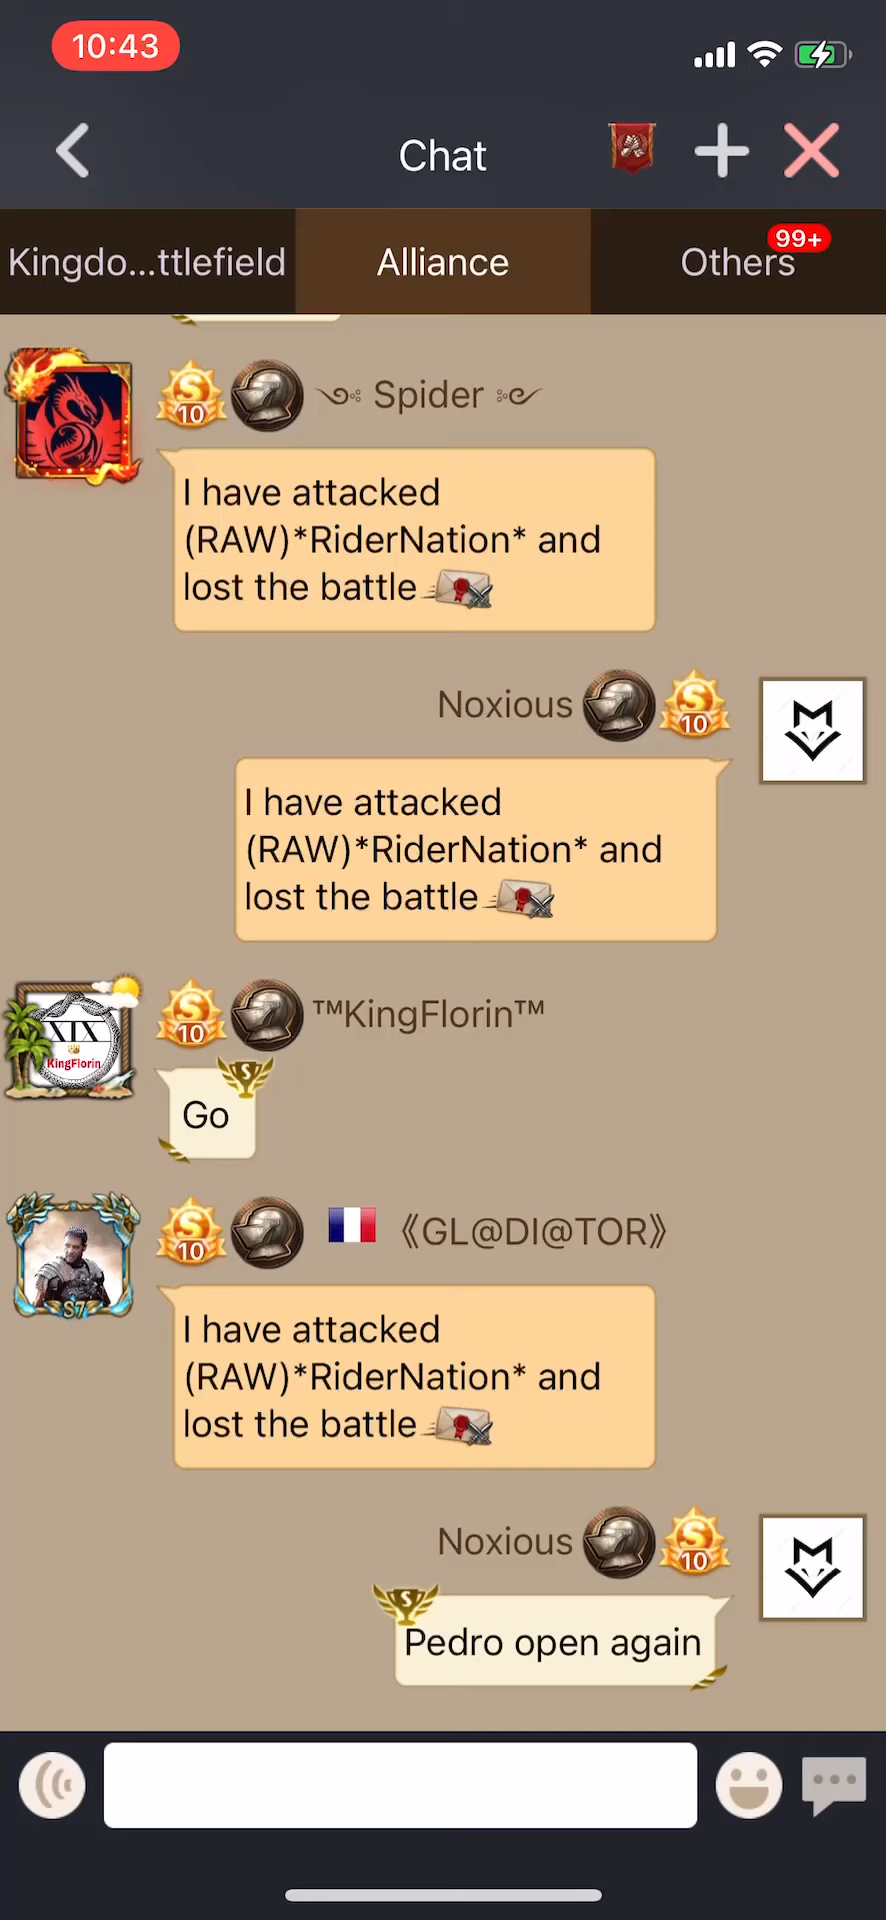 10:43
Chat
Kingdo...ttlefield
Alliance
Others
99+
S
10
Spider
I have attacked
(RAW)*RiderNation* and
lost the battle
Noxious
S
10
I have attacked
(RAW)*RiderNation* and
lost the battle
XIX
KingFlorin
S
10
™KingFlorin™
S
Go
S7
S
10
《GL@DI@TOR》
I have attacked
(RAW)*RiderNation* and
lost the battle
Noxious
S
10
S
Pedro open again